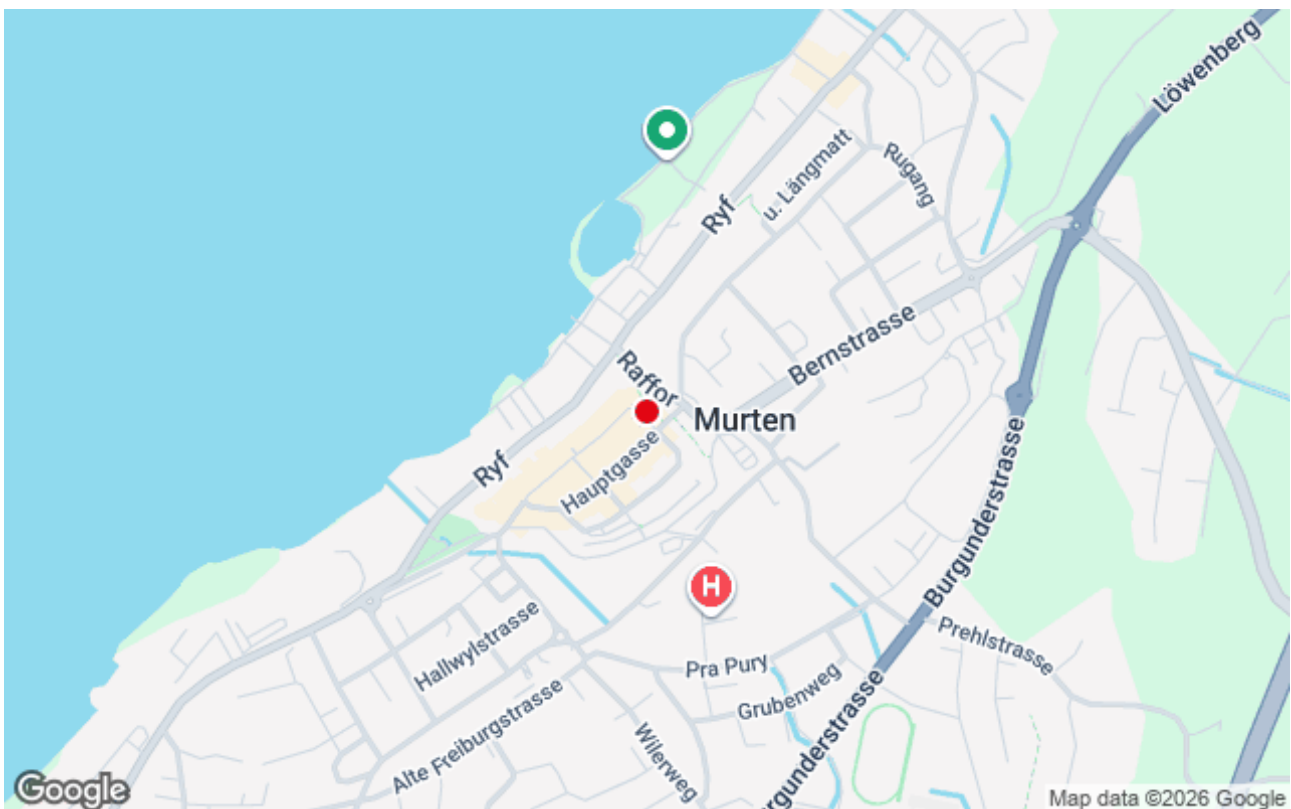 Löwenberg
Rugang
u. Längmatt
Ryf
Bernstrasse
Raffor
Murten
Ryf
Hauptgasse
Burgunderstrasse
H
Hallwylstrasse
Prehlstrasse
Pra Pury
Grubenweg
Burgunderstrasse
Alte Freiburgstrasse
Wilerweg
Google
Map data ©2026 Google